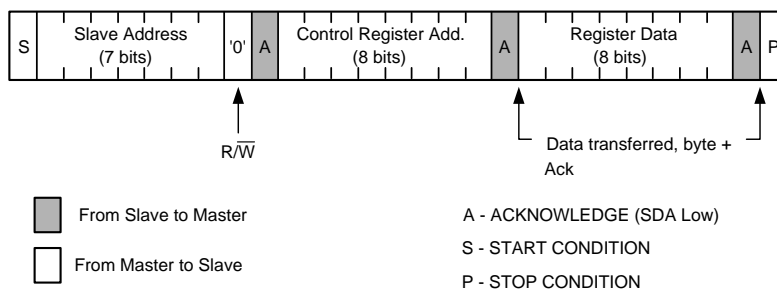 S Slave Address (7 bits) '0' A Control Register Add. (8 bits) A Register Data (8 bits) A P
R/W̅
Data transferred, byte +
Ack
From Slave to Master
From Master to Slave
A - ACKNOWLEDGE (SDA Low)
S - START CONDITION
P - STOP CONDITION